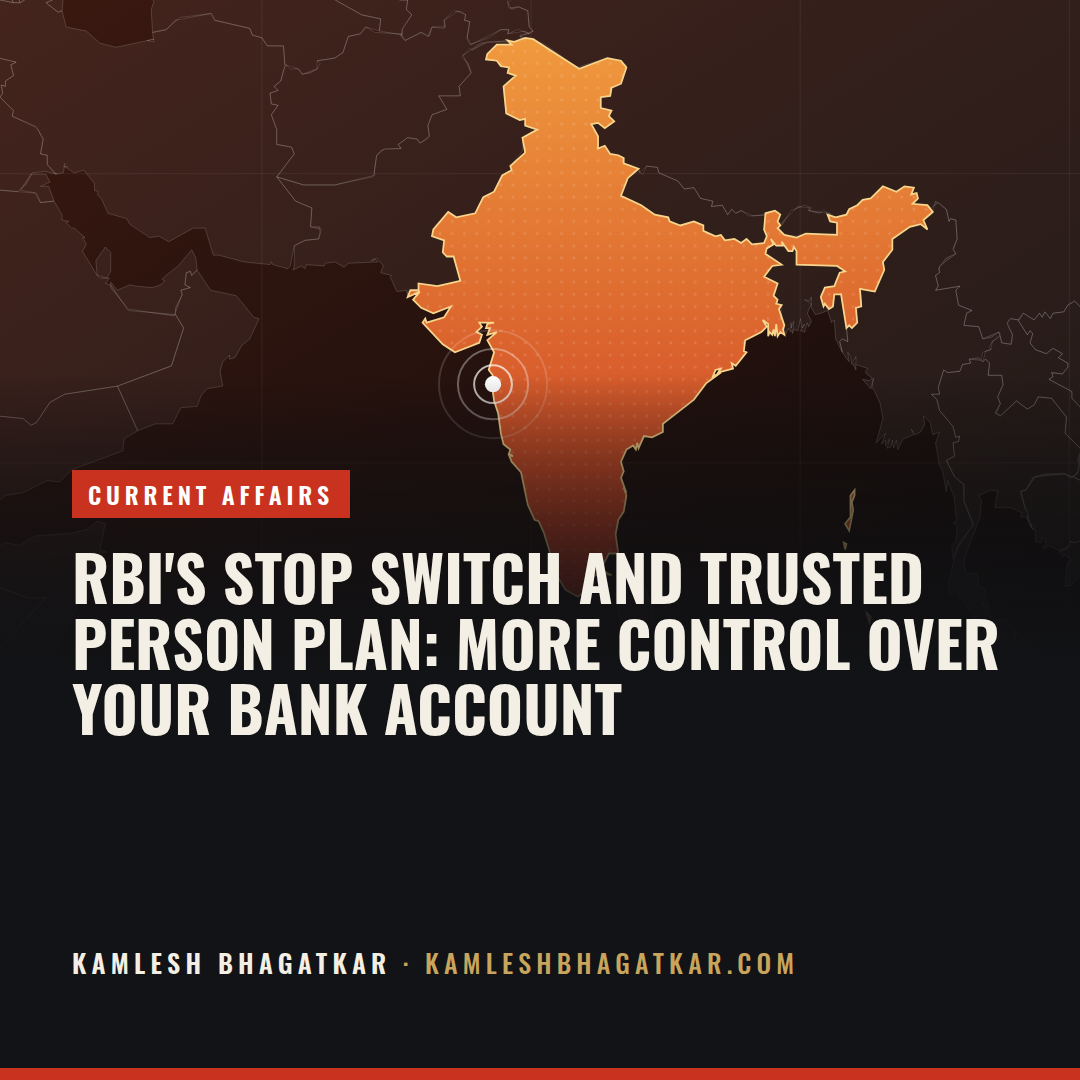 CURRENT AFFAIRS
RBI'S STOP SWITCH AND TRUSTED
PERSON PLAN: MORE CONTROL OVER
YOUR BANK ACCOUNT
KAMLESH BHAGATKAR · KAMLESHBHAGATKAR.COM